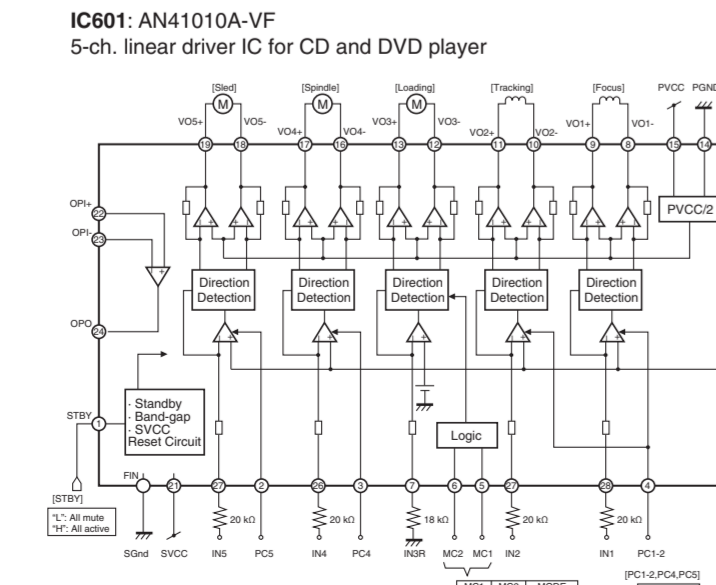 IC601: AN41010A-VF
5-ch. linear driver IC for CD and DVD player
[Sled] [Spindle] [Loading] [Tracking] [Focus] PVCC PGND
M M M
VO5+ VO5- VO4+ VO4- VO3+ VO3- VO2+ VO2- VO1+ VO1-
19 18 17 16 13 12 11 10 9 8 15 14
OPI+
22
OPI-
23
PVCC/2
Direction Detection
Direction Detection
Direction Detection
Direction Detection
Direction Detection
OPO
24
STBY
1
· Standby
· Band-gap
· SVCC
Reset Circuit
Logic
FIN
21 27 2 26 3 7 6 5 27 28 4
[STBY]
"L": All mute
"H": All active
20 kΩ 20 kΩ 18 kΩ 20 kΩ 20 kΩ
SGnd SVCC IN5 PC5 IN4 PC4 IN3R MC2 MC1 IN2 IN1 PC1-2
[PC1-2,PC4,PC5]
MC1 MC2 MODE